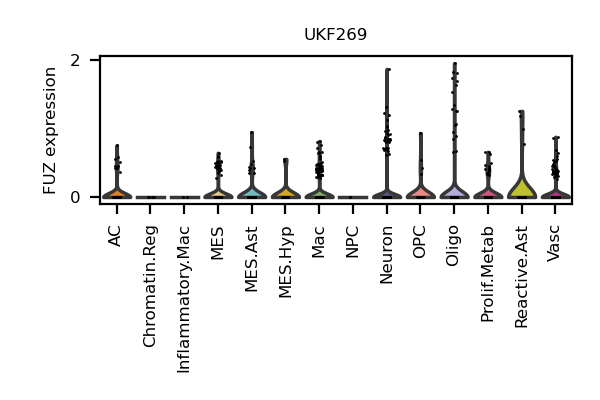 UKF269
FUZ expression
2
0
AC
Chromatin.Reg
Inflammatory.Mac
MES
MES.Ast
MES.Hyp
Mac
NPC
Neuron
OPC
Oligo
Prolif.Metab
Reactive.Ast
Vasc